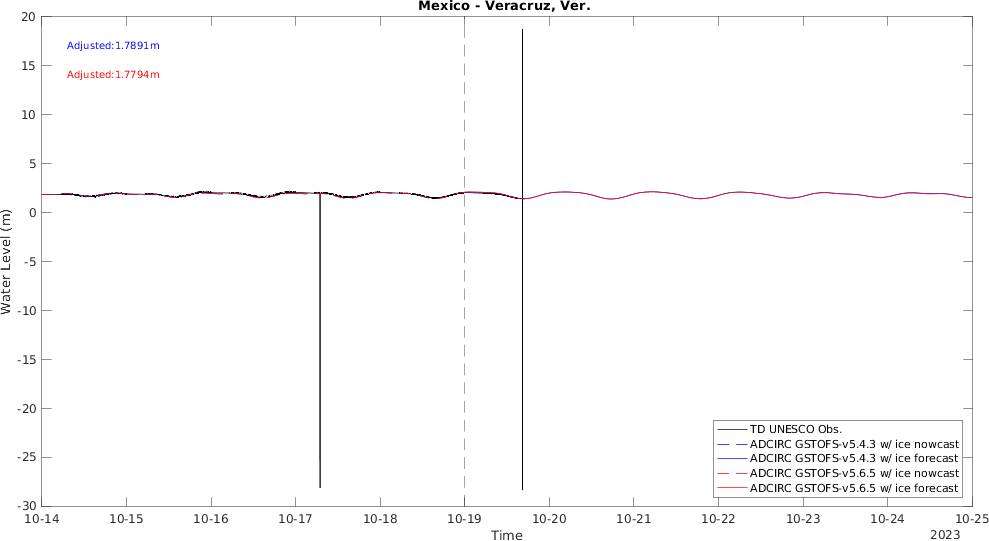 Mexico - Veracruz, Ver.
20
15
10
5
0
-5
-10
-15
-20
-25
-30
Water Level (m)
Adjusted:1.7891m
Adjusted:1.7794m
TD UNESCO Obs.
ADCIRC GSTOFS-v5.4.3 w/ ice nowcast
ADCIRC GSTOFS-v5.4.3 w/ ice forecast
ADCIRC GSTOFS-v5.6.5 w/ ice nowcast
ADCIRC GSTOFS-v5.6.5 w/ ice forecast
10-14 10-15 10-16 10-17 10-18 10-19 10-20 10-21 10-22 10-23 10-24 10-25
Time
2023